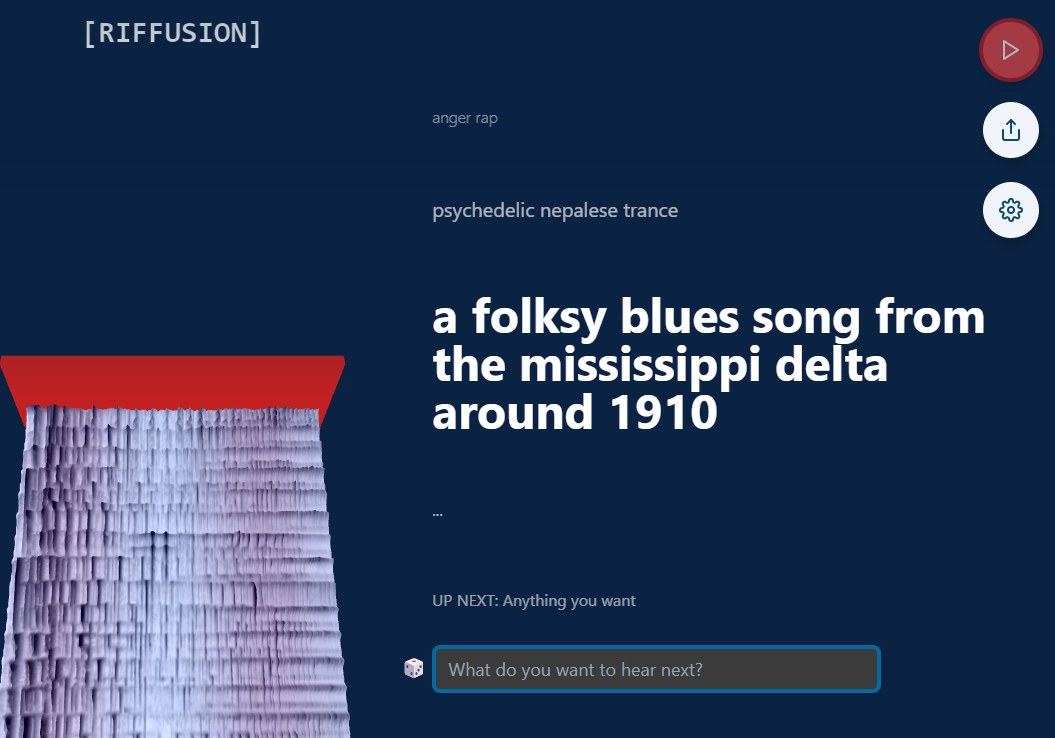 [RIFFUSION]
anger rap
psychedelic nepalese trance
a folksy blues song from
the mississippi delta
around 1910
...
UP NEXT: Anything you want
What do you want to hear next?